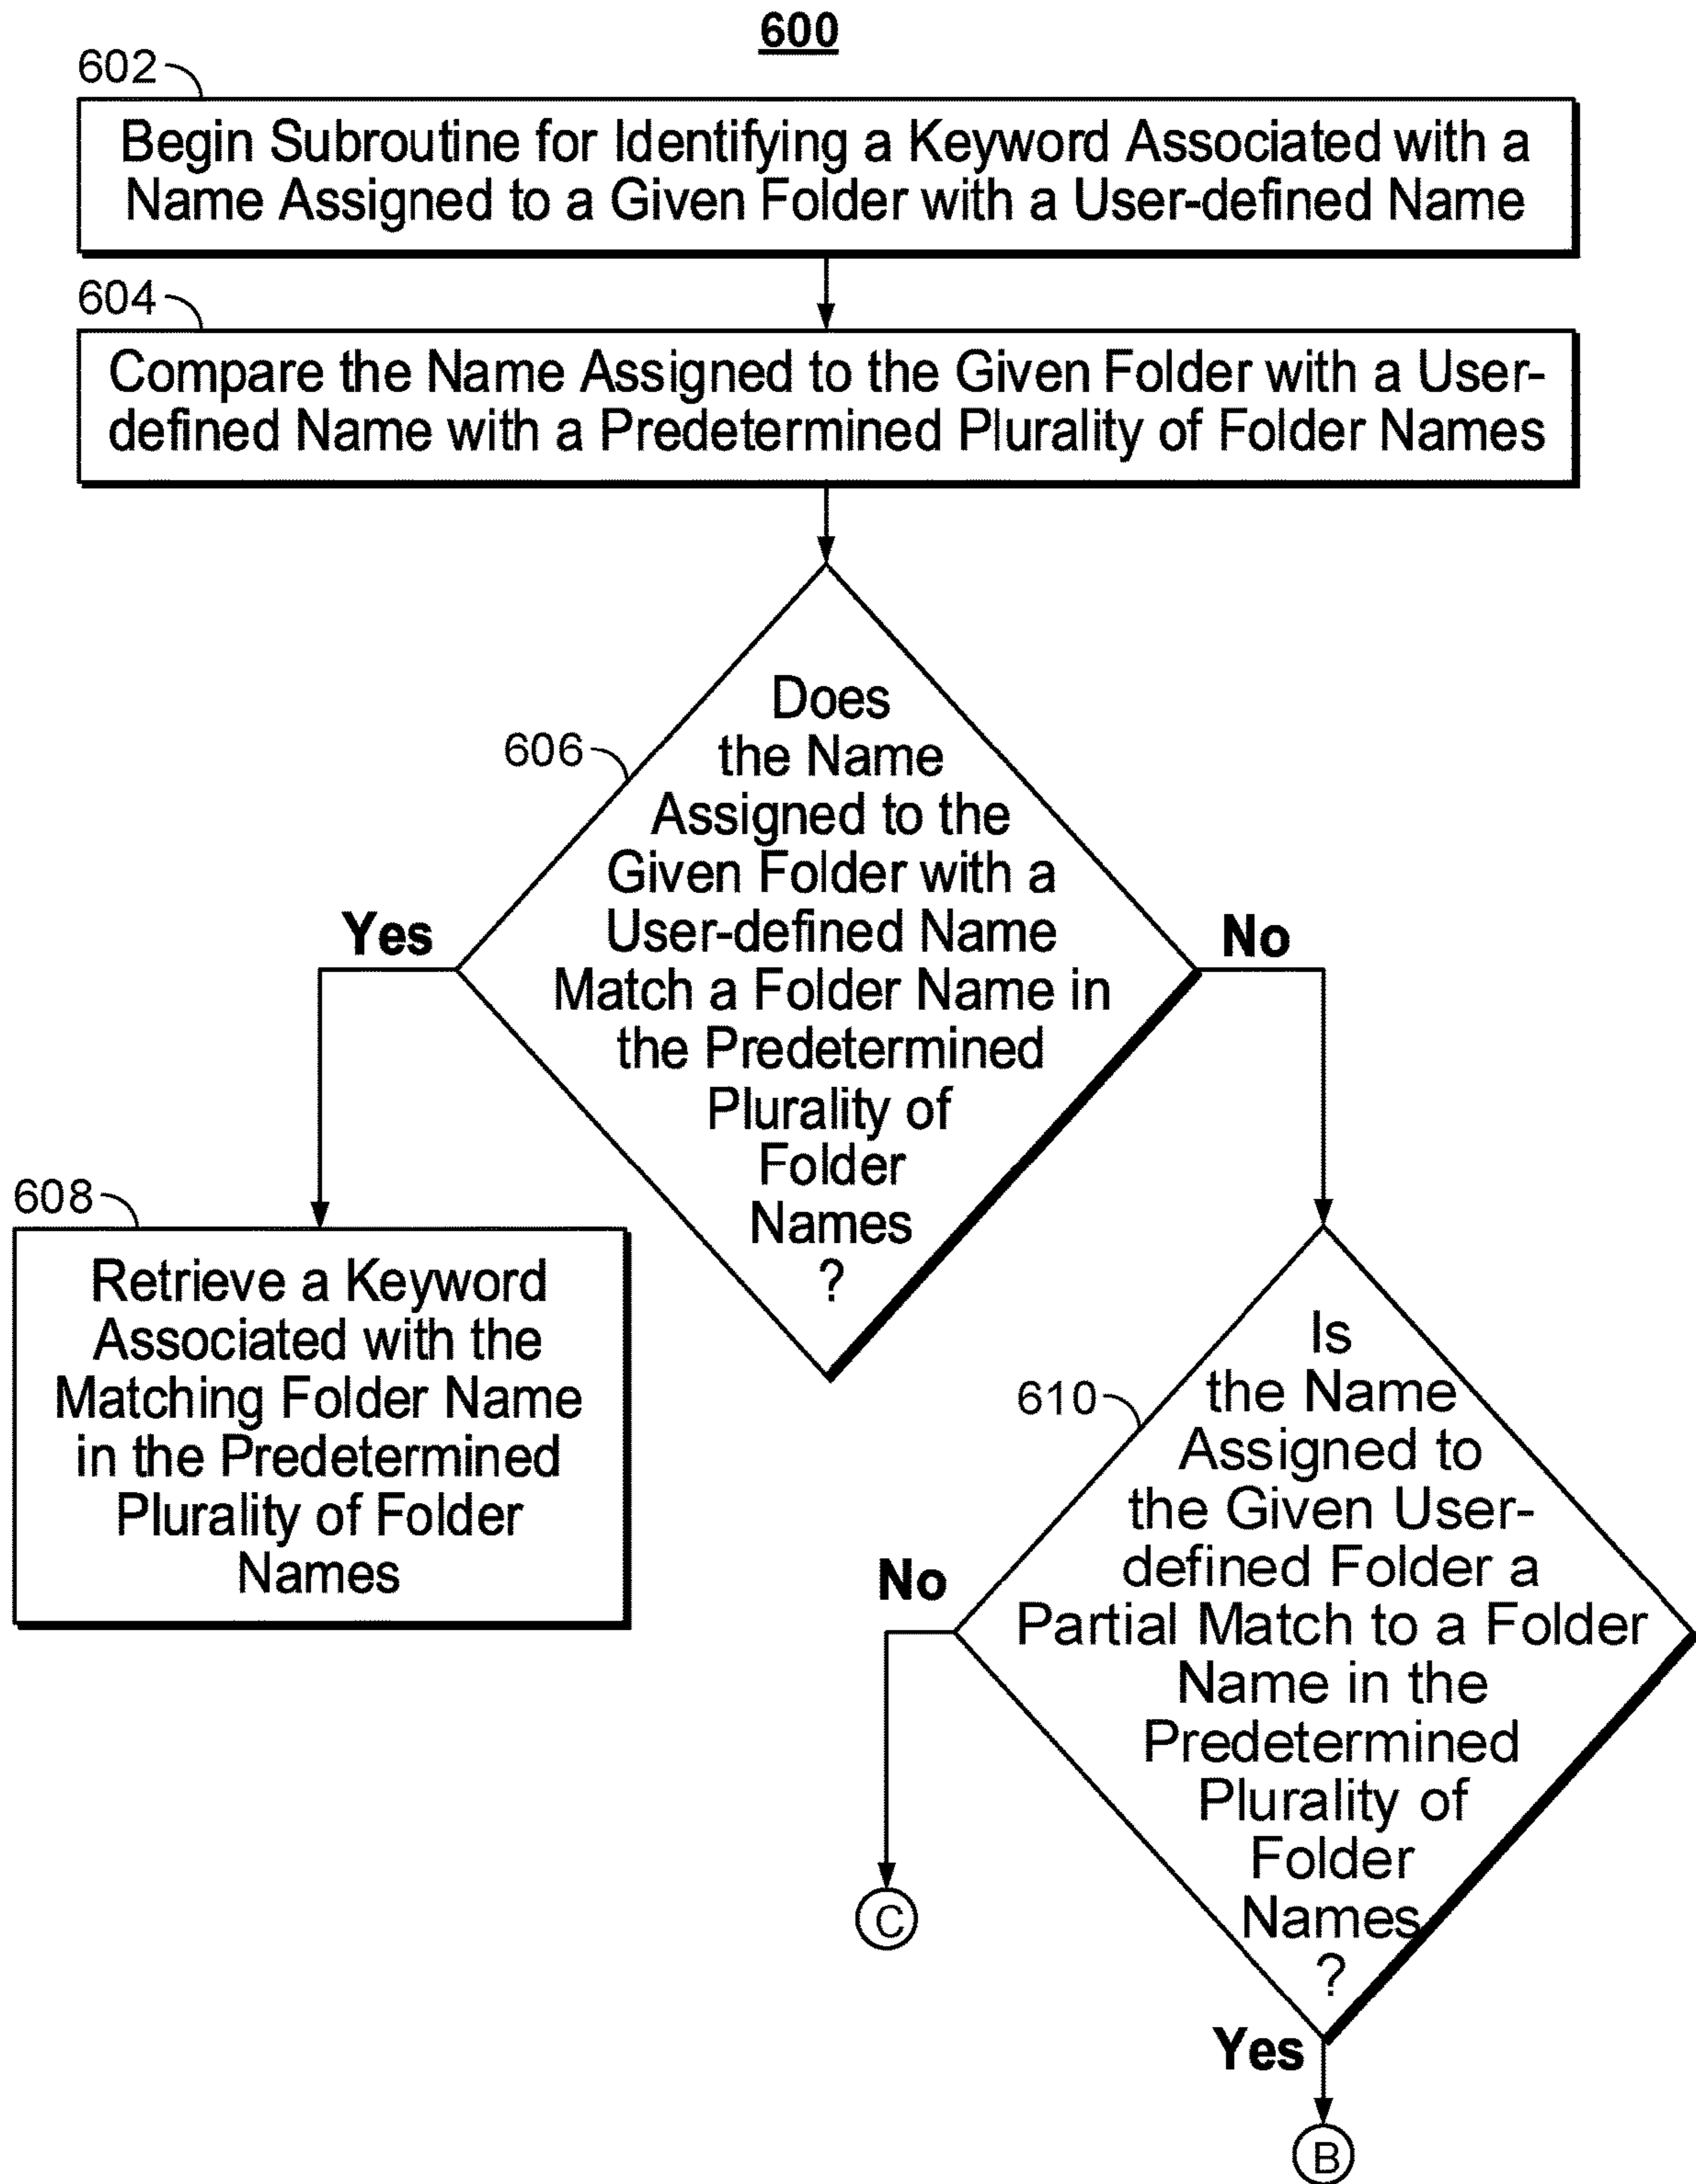 600
602
Begin Subroutine for Identifying a Keyword Associated with a
Name Assigned to a Given Folder with a User-defined Name
604
Compare the Name Assigned to the Given Folder with a User-
defined Name with a Predetermined Plurality of Folder Names
606
Does
the Name
Assigned to the
Given Folder with a
User-defined Name
Match a Folder Name in
the Predetermined
Plurality of
Folder
Names
?
Yes
No
608
Retrieve a Keyword
Associated with the
Matching Folder Name
in the Predetermined
Plurality of Folder
Names
610
Is
the Name
Assigned to
the Given User-
defined Folder a
Partial Match to a Folder
Name in the
Predetermined
Plurality of
Folder
Names
?
No
C
Yes
B